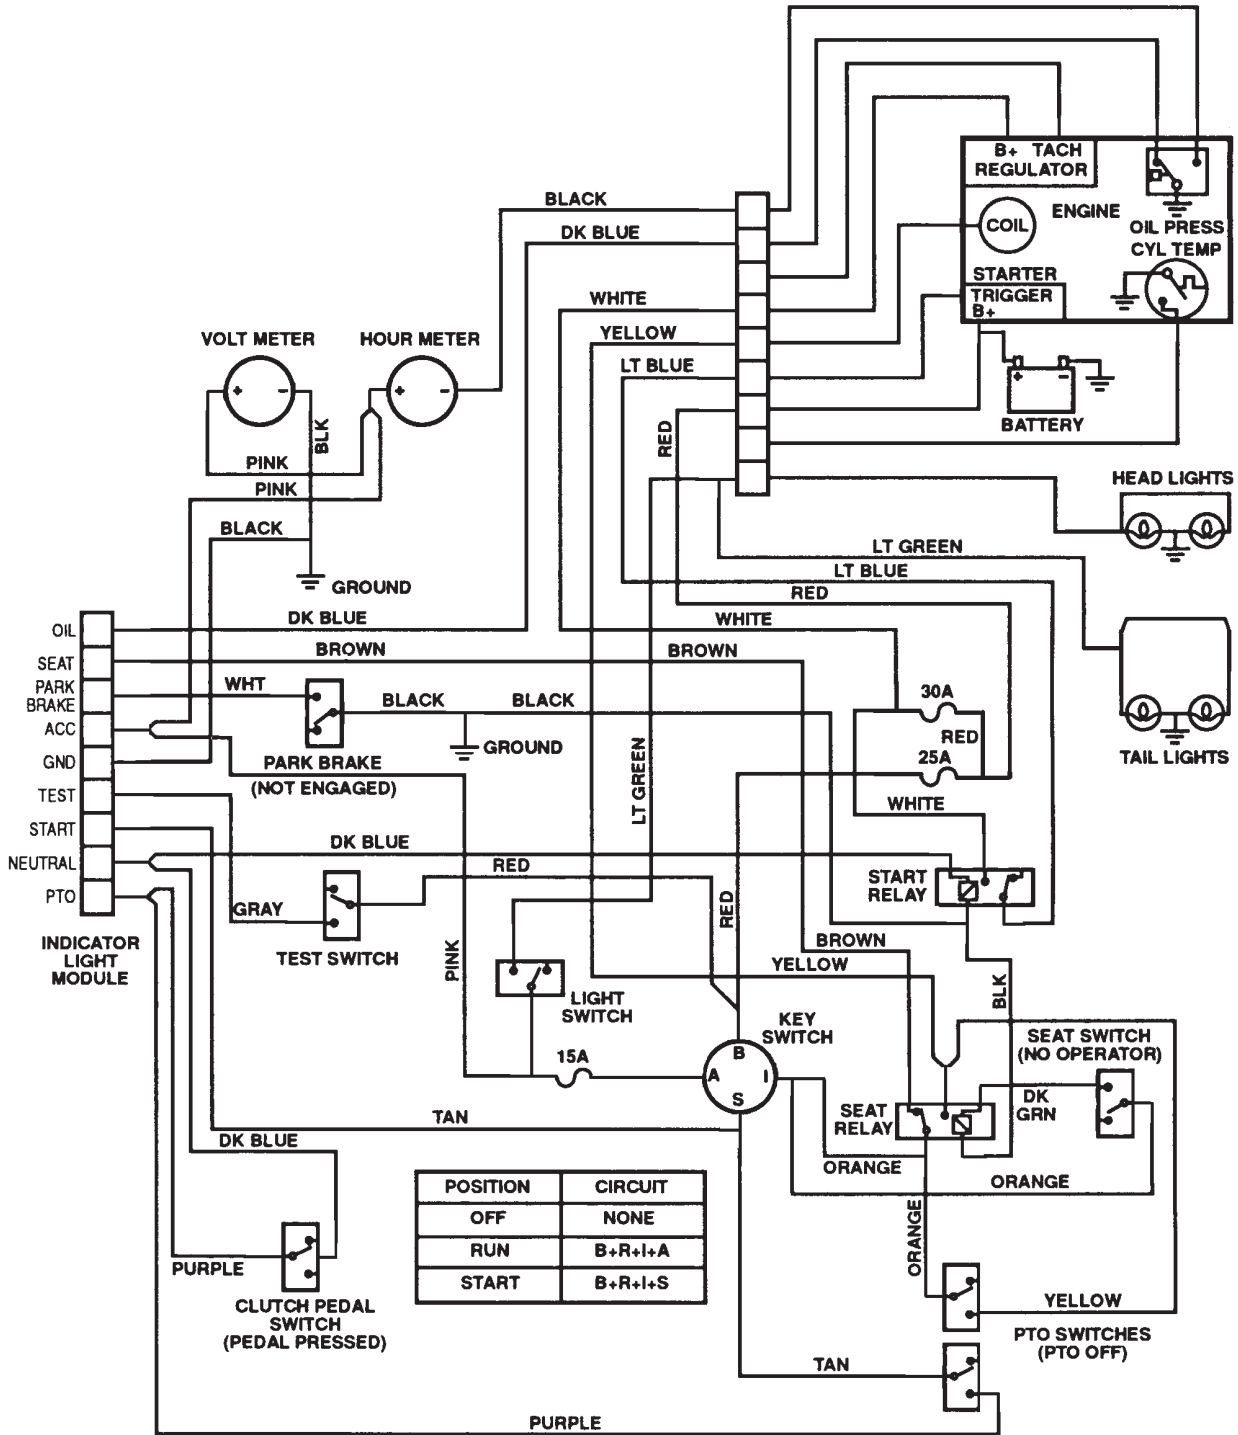 B+ TACH
REGULATOR
ENGINE
COIL
OIL PRESS
CYL TEMP
STARTER
TRIGGER
B+
BLACK
DK BLUE
WHITE
YELLOW
LT BLUE
VOLT METER
HOUR METER
+
-
+
-
BLK
RED
+
-
BATTERY
PINK
PINK
HEAD LIGHTS
BLACK
GROUND
LT GREEN
LT BLUE
RED
DK BLUE
WHITE
OIL
SEAT
PARK
BRAKE
ACC
GND
TEST
START
NEUTRAL
PTO
INDICATOR
LIGHT
MODULE
BROWN
BROWN
WHT
BLACK
BLACK
GROUND
PARK BRAKE
(NOT ENGAGED)
30A
RED
25A
WHITE
TAIL LIGHTS
LT GREEN
DK BLUE
RED
START
RELAY
GRAY
TEST SWITCH
PINK
RED
BROWN
YELLOW
LIGHT
SWITCH
KEY
SWITCH
BLK
SEAT SWITCH
(NO OPERATOR)
15A
B
A
I
S
SEAT
RELAY
DK
GRN
TAN
DK BLUE
ORANGE
ORANGE
ORANGE
POSITION CIRCUIT
OFF NONE
RUN B+R+I+A
START B+R+I+S
PURPLE
CLUTCH PEDAL
SWITCH
(PEDAL PRESSED)
YELLOW
PTO SWITCHES
(PTO OFF)
TAN
PURPLE